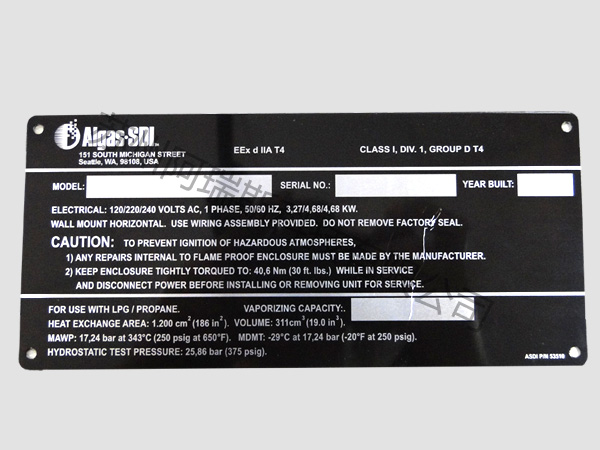 Algas-SDI™
151 SOUTH MICHIGAN STREET
Seattle, WA, 98108, USA
EEx d IIA T4
CLASS I, DIV. 1, GROUP D T4
MODEL:
SERIAL NO.:
YEAR BUILT:
ELECTRICAL: 120/220/240 VOLTS AC, 1 PHASE, 50/60 HZ, 3,27/4,68/4,68 KW.
WALL MOUNT HORIZONTAL. USE WIRING ASSEMBLY PROVIDED. DO NOT REMOVE FACTORY SEAL.
CAUTION: TO PREVENT IGNITION OF HAZARDOUS ATMOSPHERES,
1) ANY REPAIRS INTERNAL TO FLAME PROOF ENCLOSURE MUST BE MADE BY THE MANUFACTURER.
2) KEEP ENCLOSURE TIGHTLY TORQUED TO: 40,6 Nm (30 ft. lbs.) WHILE IN SERVICE
AND DISCONNECT POWER BEFORE INSTALLING OR REMOVING UNIT FOR SERVICE.
FOR USE WITH LPG / PROPANE.
VAPORIZING CAPACITY:.
HEAT EXCHANGE AREA: 1.200 cm² (186 in²). VOLUME: 311cm³ (19.0 in³).
MAWP: 17,24 bar at 343°C (250 psig at 650°F). MDMT: -29°C at 17,24 bar (-20°F at 250 psig).
HYDROSTATIC TEST PRESSURE: 25,86 bar (375 psig).
ASDI P/N 53510